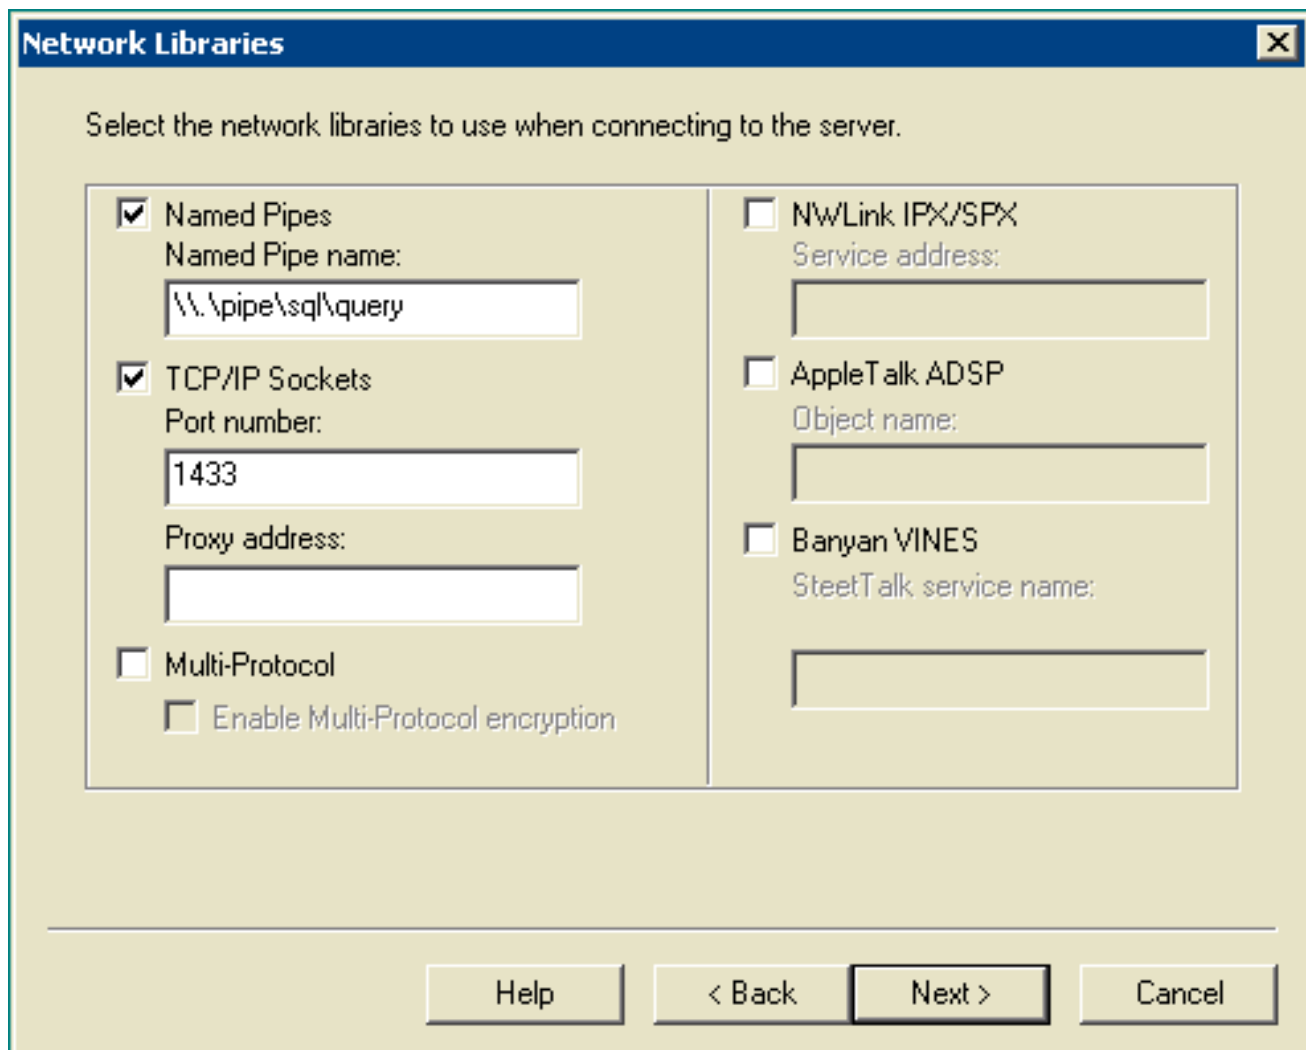 Network Libraries
Select the network libraries to use when connecting to the server.
Named Pipes
Named Pipe name:
\\.\pipe\sql\query
TCP/IP Sockets
Port number:
1433
Proxy address:
Multi-Protocol
Enable Multi-Protocol encryption
NWLink IPX/SPX
Service address:
AppleTalk ADSP
Object name:
Banyan VINES
SteetTalk service name:
Help
< Back
Next >
Cancel